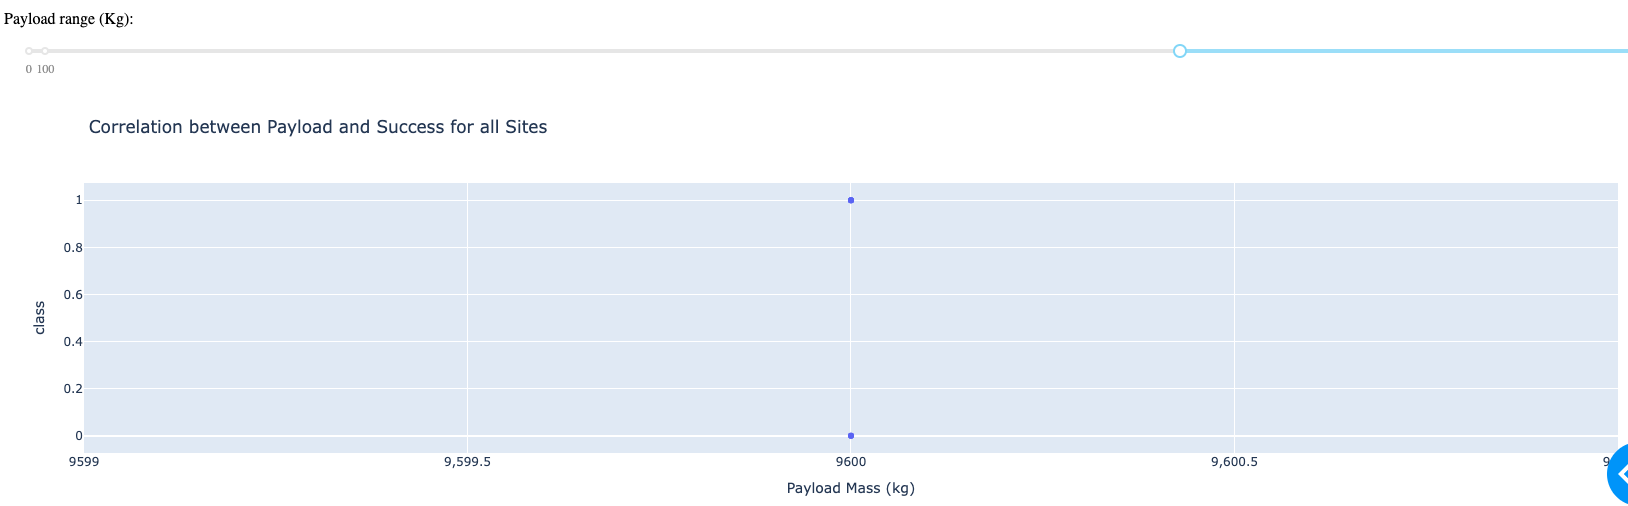 Payload range (Kg):
0 100
Correlation between Payload and Success for all Sites
1
0.8
0.6
0.4
0.2
0
class
9599 9,599.5 9600 9,600.5
Payload Mass (kg)